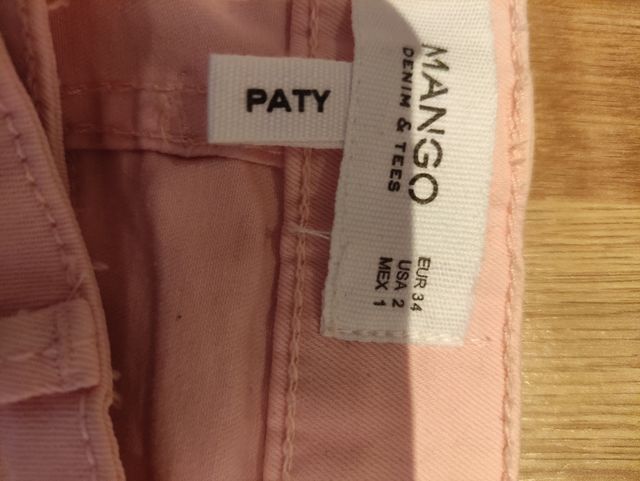 PATY
MANGO
DENIM & TEES
EUR 34
USA 2
MEX 1